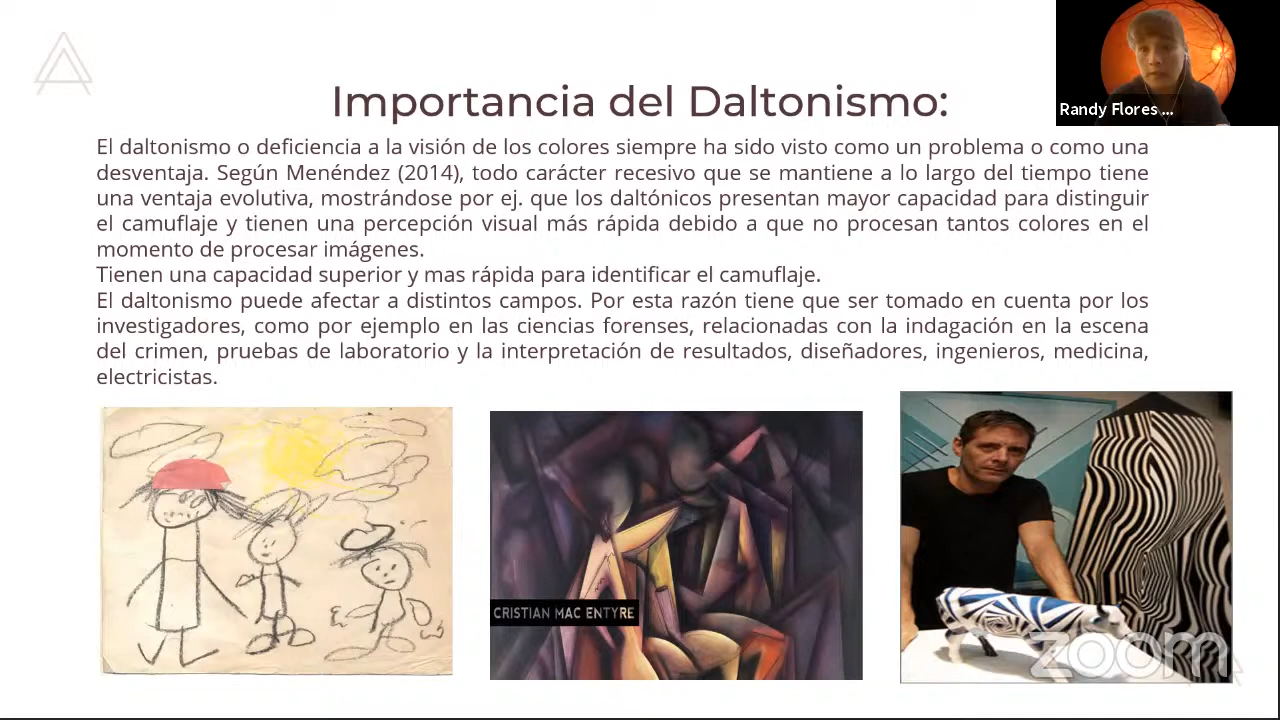 Importancia del Daltonismo:
Randy Flores ...
El daltonismo o deficiencia a la visión de los colores siempre ha sido visto como un problema o como una
desventaja. Según Menéndez (2014), todo carácter recesivo que se mantiene a lo largo del tiempo tiene
una ventaja evolutiva, mostrándose por ej. que los daltónicos presentan mayor capacidad para distinguir
el camuflaje y tienen una percepción visual más rápida debido a que no procesan tantos colores en el
momento de procesar imágenes.
Tienen una capacidad superior y mas rápida para identificar el camuflaje.
El daltonismo puede afectar a distintos campos. Por esta razón tiene que ser tomado en cuenta por los
investigadores, como por ejemplo en las ciencias forenses, relacionadas con la indagación en la escena
del crimen, pruebas de laboratorio y la interpretación de resultados, diseñadores, ingenieros, medicina,
electricistas.
CRISTIAN MAC ENTYRE
zoom